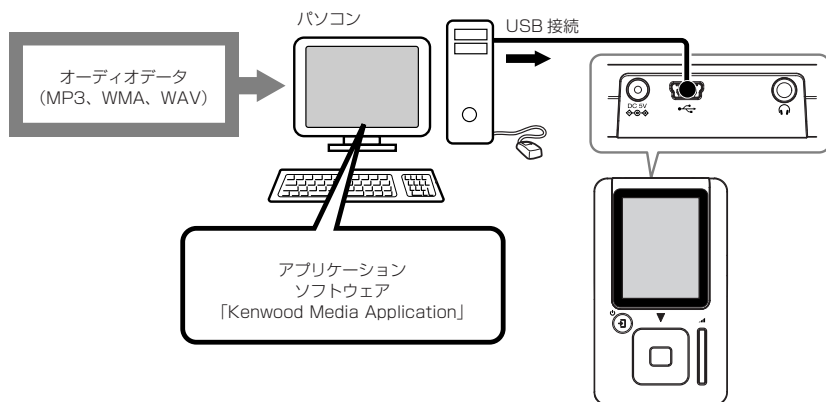 パソコン
USB 接続
オーディオデータ
（MP3、WMA、WAV）
DC 5V
アプリケーション
ソフトウェア
「Kenwood Media Application」